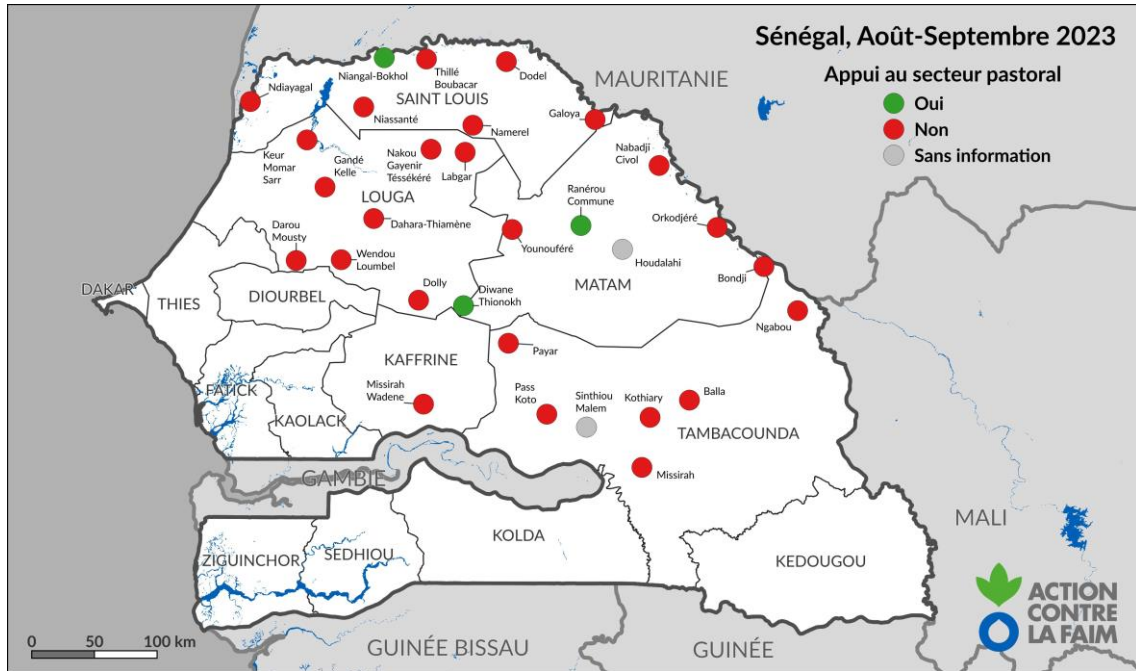 Sénégal, Août-Septembre 2023
Appui au secteur pastoral
Oui
Non
Sans information
MAURITANIE
Niangal-Bokhol
Thillé
Boubacar
Dodel
Ndiayagal
SAINT LOUIS
Niassanté
Namerel
Galoya
Keur
Momar
Sarr
Gandé
Kelle
Nakou
Gayenir
Téssékéré
Labgar
Nabadji
Civol
LOUGA
Ranérou
Commune
Dahara-Thiamène
Orkodjéré
Darou
Mousty
Wendou
Loumbel
Younouféré
Houdalahi
Bondji
MATAM
DAKAR
THIES
DIOURBEL
Dolly
Diwane
Thionokh
Ngabou
Payar
KAFFRINE
FATICK
KAOLACK
Missirah
Wadene
Pass
Koto
Sinthiou
Malem
Kothiary
Balla
TAMBACOUNDA
Missirah
GAMBIE
MALI
KOLDA
ZIGUINCHOR
SEDHIOU
KEDOUGOU
GUINÉE BISSAU
GUINÉE
0 50 100 km
ACTION
CONTRE
LA FAIM